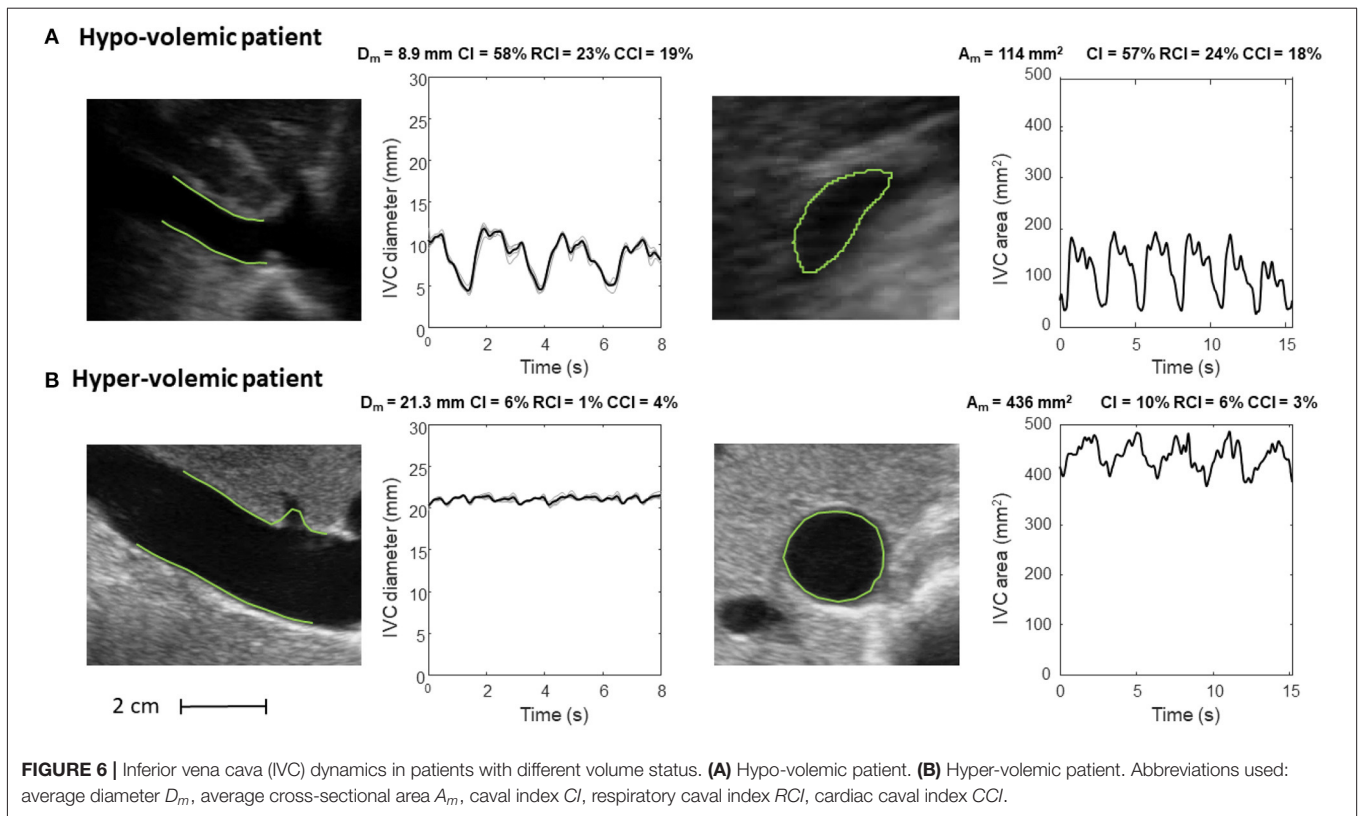 A Hypo-volemic patient
Dm = 8.9 mm CI = 58% RCI = 23% CCI = 19%
30
25
20
15
10
5
0
IVC diameter (mm)
0 2 4 6 8
Time (s)
Am = 114 mm² CI = 57% RCI = 24% CCI = 18%
500
400
300
200
100
0
IVC area (mm²)
0 5 10 15
Time (s)
B Hyper-volemic patient
Dm = 21.3 mm CI = 6% RCI = 1% CCI = 4%
30
25
20
15
10
5
0
IVC diameter (mm)
0 2 4 6 8
Time (s)
Am = 436 mm² CI = 10% RCI = 6% CCI = 3%
500
400
300
200
100
0
IVC area (mm²)
0 5 10 15
Time (s)
2 cm
FIGURE 6 | Inferior vena cava (IVC) dynamics in patients with different volume status. (A) Hypo-volemic patient. (B) Hyper-volemic patient. Abbreviations used:
average diameter Dm, average cross-sectional area Am, caval index CI, respiratory caval index RCI, cardiac caval index CCI.